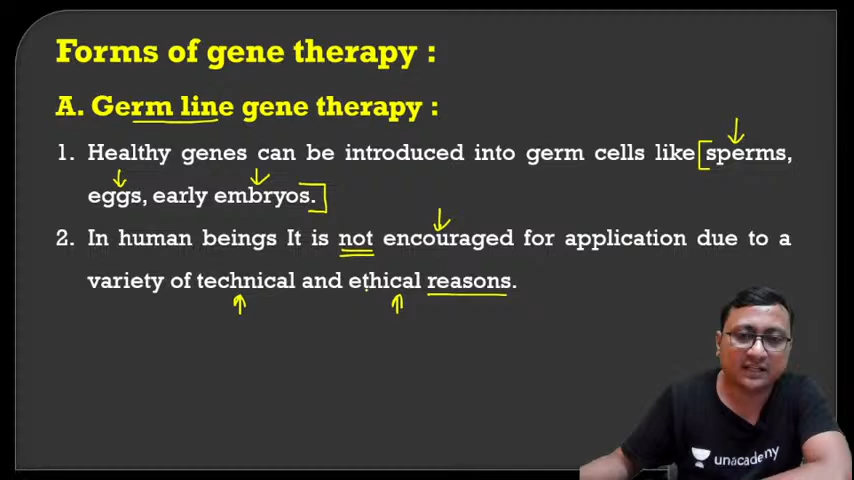 Forms of gene therapy :
A. Germ line gene therapy :
1. Healthy genes can be introduced into germ cells like sperms,
eggs, early embryos.
2. In human beings It is not encouraged for application due to a
variety of technical and ethical reasons.
unacademy